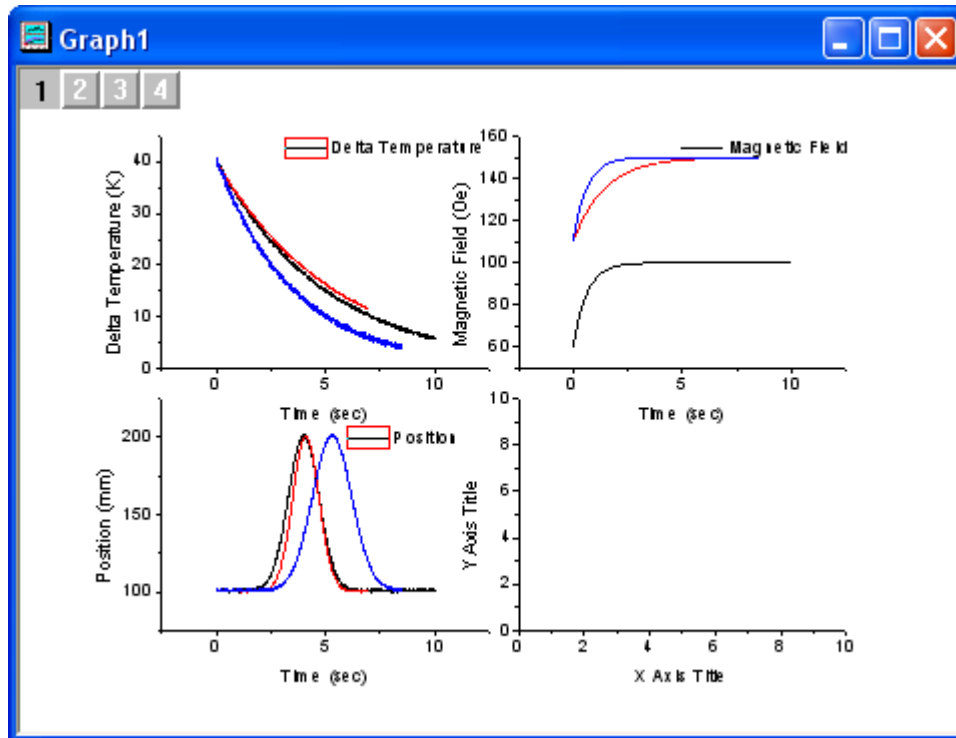 Graph1
1 2 3 4
Delta Temperature
Delta Temperature (K)
40
30
20
10
0
0 5 10
Time (sec)
Magnetic Field
Magnetic Field (Oe)
160
140
120
100
80
60
0 5 10
Time (sec)
Position
Position (mm)
200
150
100
0 5 10
Time (sec)
Y Axis Title
10
8
6
4
2
0
0 2 4 6 8 10
X Axis Title